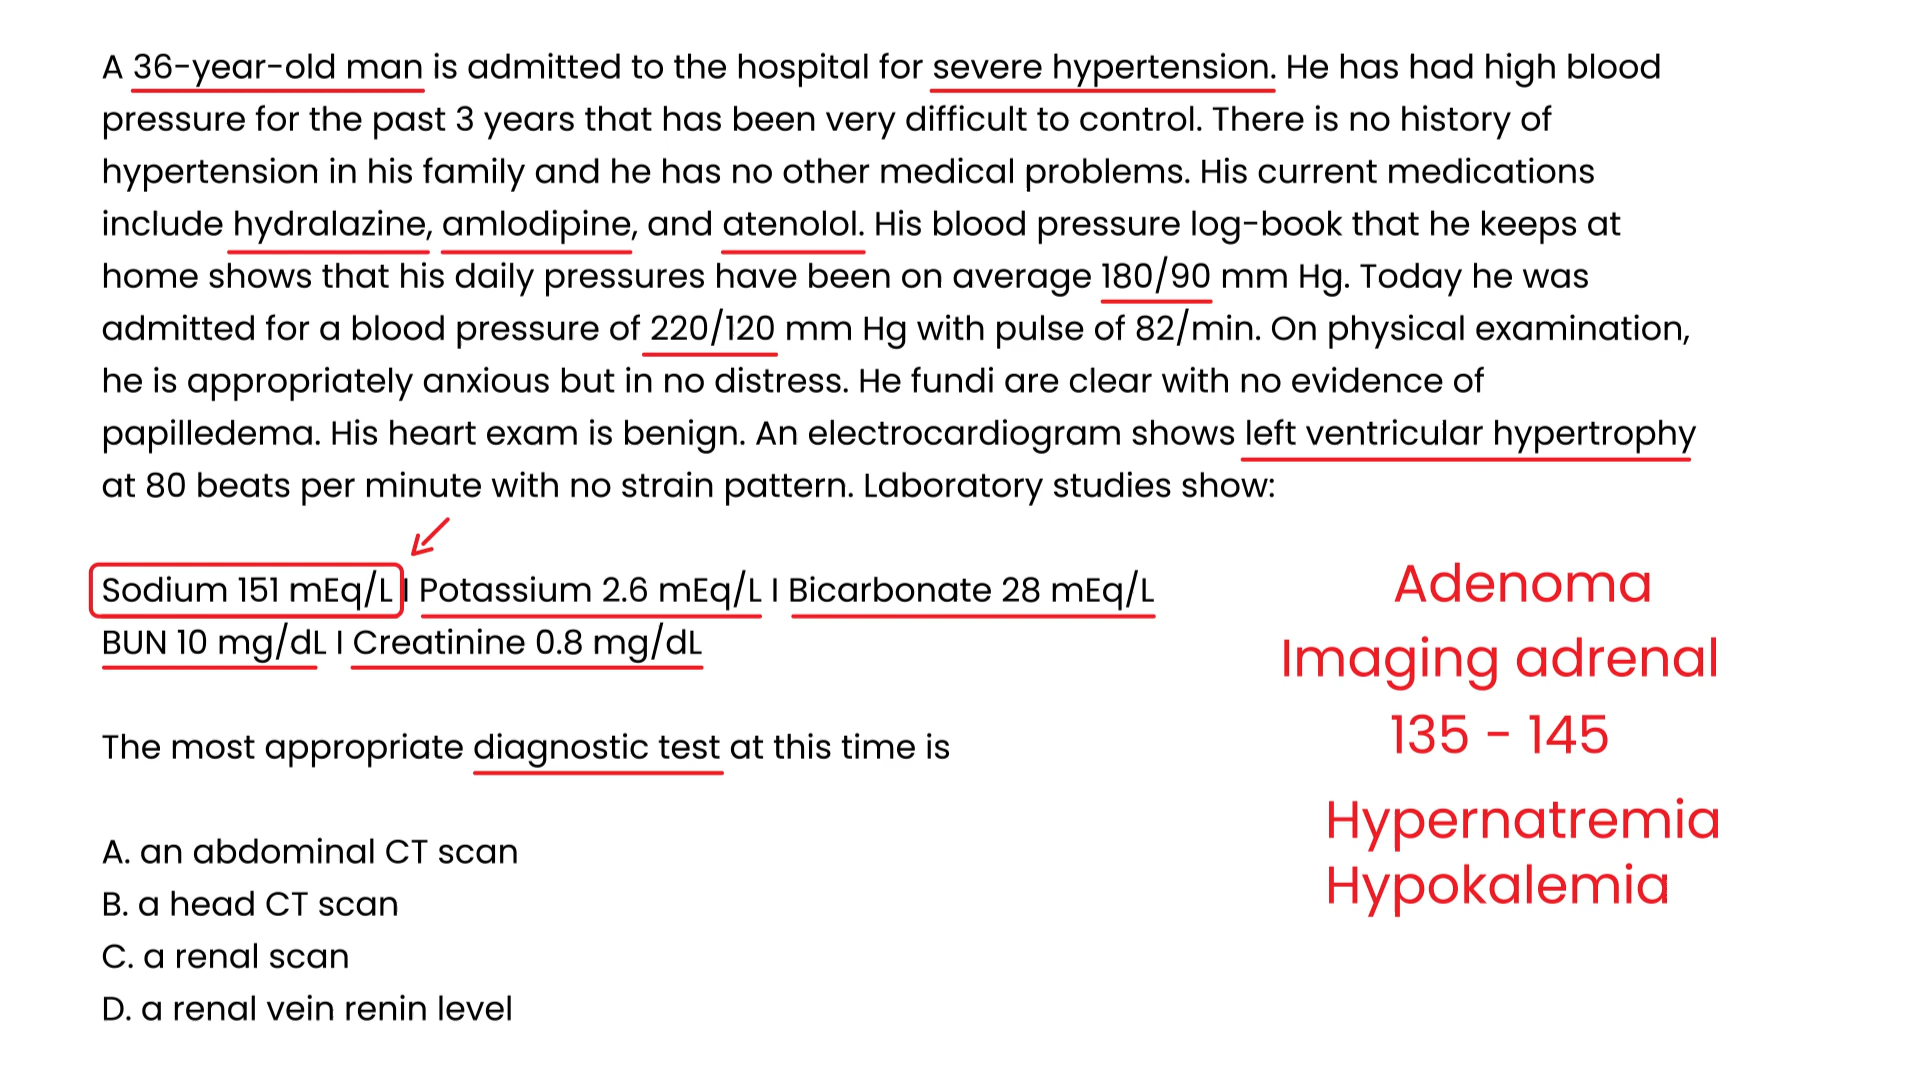 A 36-year-old man is admitted to the hospital for severe hypertension. He has had high blood
pressure for the past 3 years that has been very difficult to control. There is no history of
hypertension in his family and he has no other medical problems. His current medications
include hydralazine, amlodipine, and atenolol. His blood pressure log-book that he keeps at
home shows that his daily pressures have been on average 180/90 mm Hg. Today he was
admitted for a blood pressure of 220/120 mm Hg with pulse of 82/min. On physical examination,
he is appropriately anxious but in no distress. He fundi are clear with no evidence of
papilledema. His heart exam is benign. An electrocardiogram shows left ventricular hypertrophy
at 80 beats per minute with no strain pattern. Laboratory studies show:
Sodium 151 mEq/L I Potassium 2.6 mEq/L I Bicarbonate 28 mEq/L
BUN 10 mg/dL I Creatinine 0.8 mg/dL
The most appropriate diagnostic test at this time is
A. an abdominal CT scan
B. a head CT scan
C. a renal scan
D. a renal vein renin level
Adenoma
Imaging adrenal
135 - 145
Hypernatremia
Hypokalemia